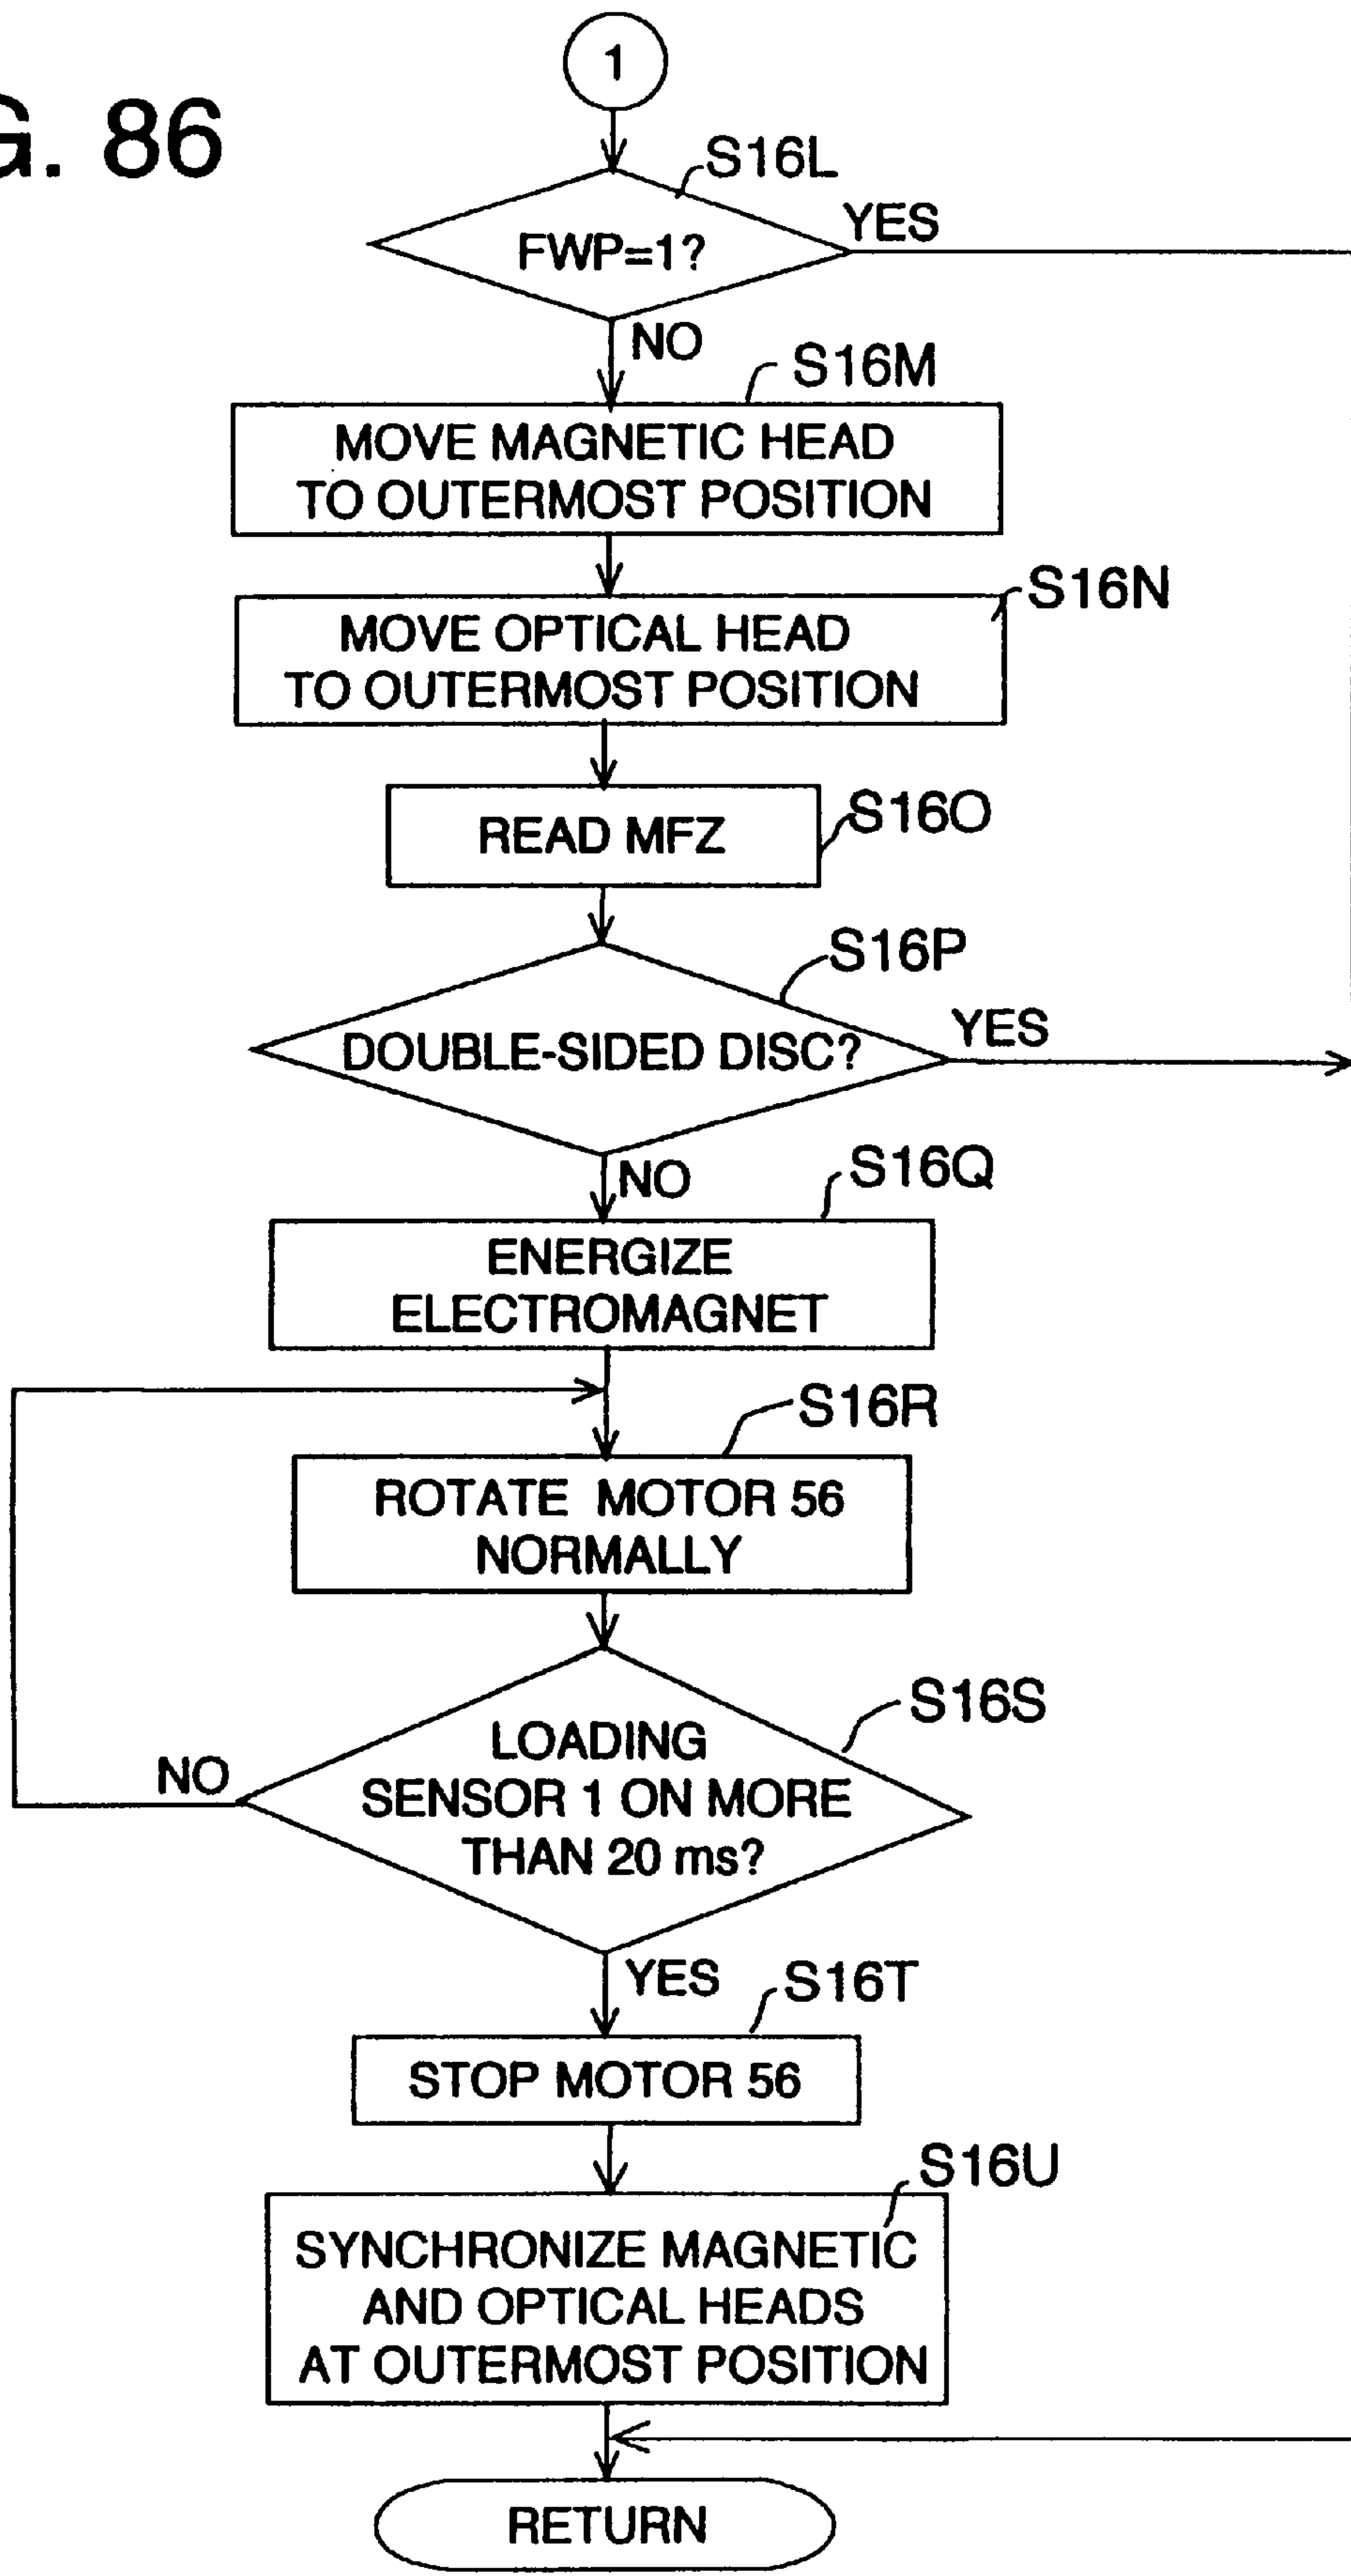 G. 86
1
S16L
FWP=1?
YES
NO
S16M
MOVE MAGNETIC HEAD
TO OUTERMOST POSITION
S16N
MOVE OPTICAL HEAD
TO OUTERMOST POSITION
S16O
READ MFZ
S16P
DOUBLE-SIDED DISC?
YES
NO
S16Q
ENERGIZE
ELECTROMAGNET
S16R
ROTATE MOTOR 56
NORMALLY
S16S
LOADING
SENSOR 1 ON MORE
THAN 20 ms?
NO
YES
S16T
STOP MOTOR 56
S16U
SYNCHRONIZE MAGNETIC
AND OPTICAL HEADS
AT OUTERMOST POSITION
RETURN